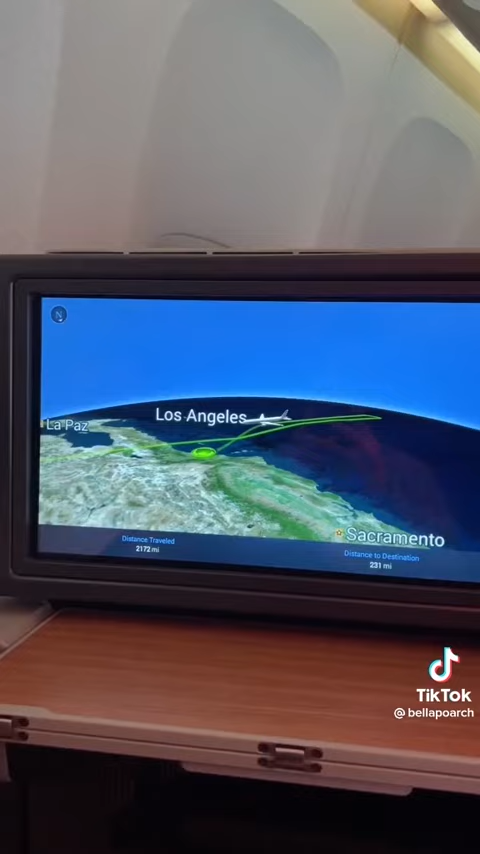 N
Los Angeles
La Paz
Sacramento
Distance Traveled
2172 mi
Distance to Destination
231 mi
TikTok
@ bellapoarch